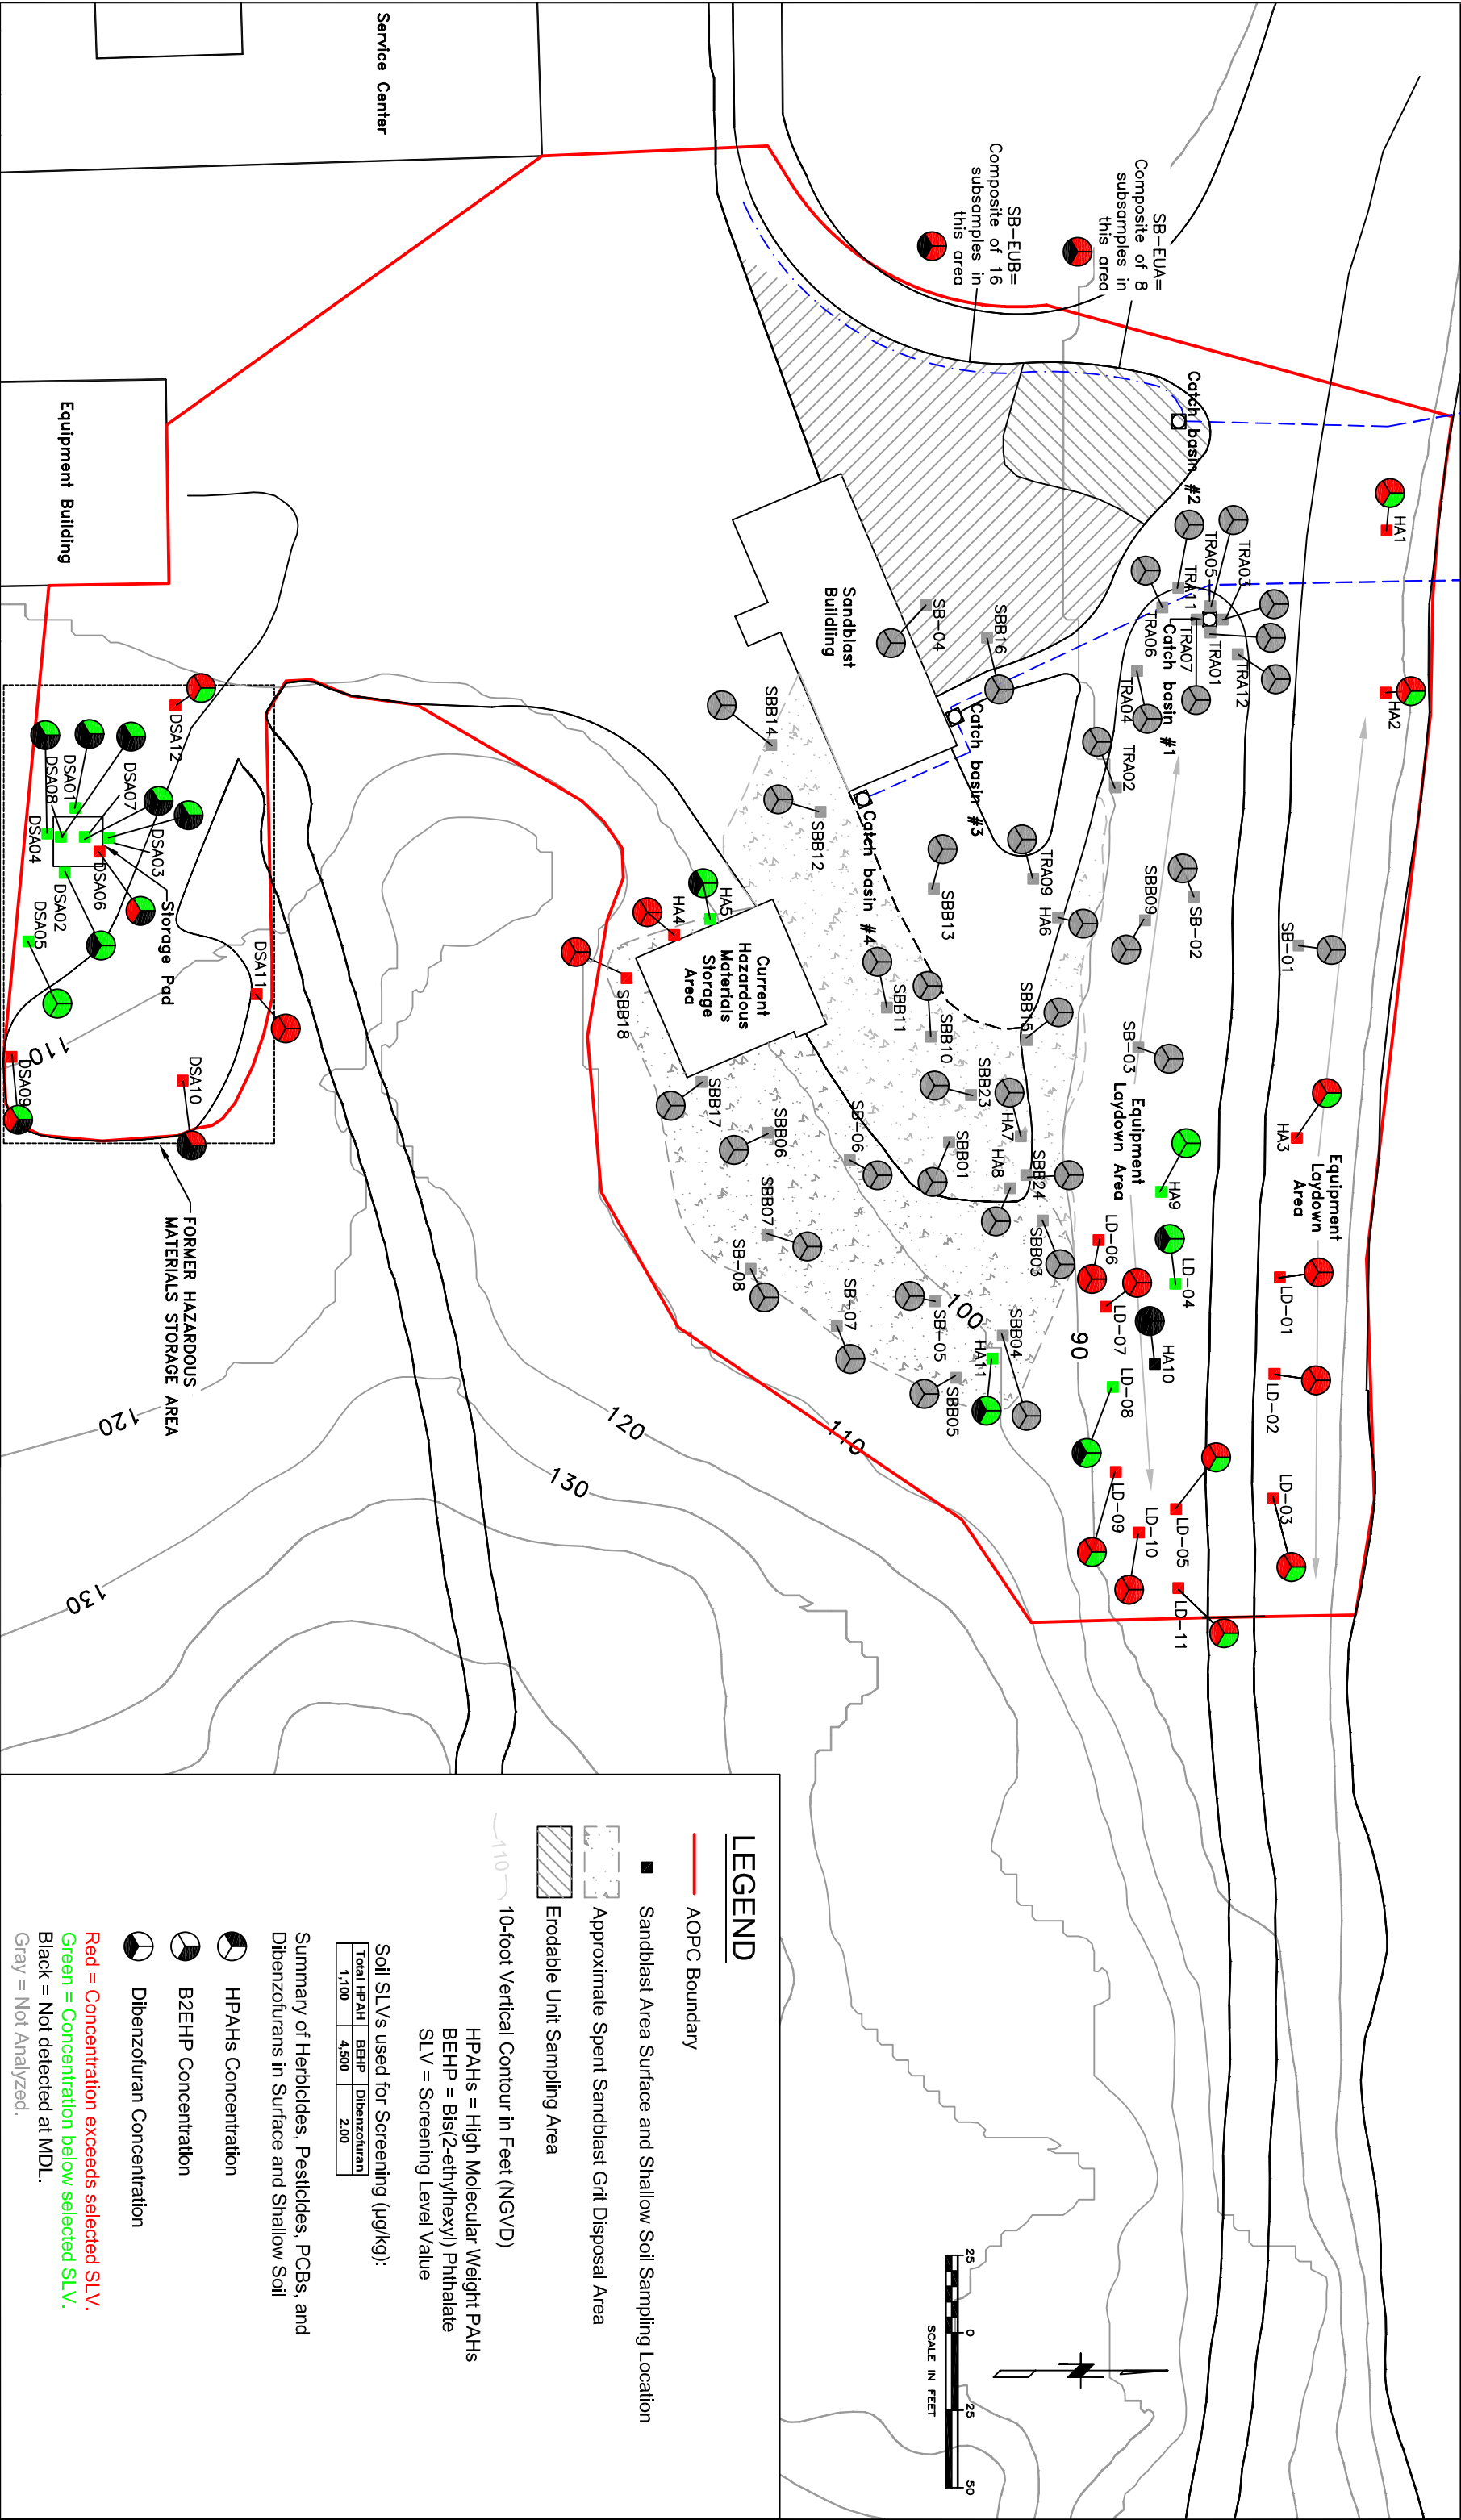 Service Center
SB-EUA=
Composite of 8
subsamples in
this area
SB-EUB=
Composite of 16
subsamples in
this area
Catch basin #2
HA1
HA2
TRA03
TRA05
TRA11
TRA06
TRA07
TRA01
TRA12
Catch basin #1
TRA04
TRA02
SB-04
SBB16
Sandblast
Building
Catch basin #3
SBB14
SBB12
Catch basin #4
SBB13
TRA09
HA6
SBB09
SB-02
SB-01
SBB11
SBB10
SBB15
SB-03
SBB23
HA7
HA8
SBB24
SBB01
SBB03
Equipment
Laydown Area
HA3
Equipment
Laydown
Area
HA9
LD-04
LD-06
LD-07
HA10
LD-08
LD-01
LD-02
LD-03
LD-05
LD-09
LD-10
LD-11
90
100
SBB04
HA11
SB-05
SBB05
SB-06
SB-07
SBB06
SBB07
SB-08
SBB17
HA5
HA4
SBB18
Current
Hazardous
Materials
Storage
Area
110
120
130
Equipment Building
DSA12
DSA07
DSA01
DSA08
DSA03
DSA04
DSA06
DSA02
DSA05
Storage Pad
DSA11
DSA10
DSA09
110
FORMER HAZARDOUS
MATERIALS STORAGE AREA
120
130
25 0 25 50
SCALE IN FEET
LEGEND
AOPC Boundary
Sandblast Area Surface and Shallow Soil Sampling Location
Approximate Spent Sandblast Grit Disposal Area
Erodable Unit Sampling Area
110
10-foot Vertical Contour in Feet (NGVD)
HPAHs = High Molecular Weight PAHs
BEHP = Bis(2-ethylhexyl) Phthalate
SLV = Screening Level Value
Soil SLVs used for Screening (µg/kg):
Total HPAH BEHP Dibenzofuran
1,100 4,500 2.00
Summary of Herbicides, Pesticides, PCBs, and
Dibenzofurans in Surface and Shallow Soil
HPAHs Concentration
B2EHP Concentration
Dibenzofuran Concentration
Red = Concentration exceeds selected SLV.
Green = Concentration below selected SLV.
Black = Not detected at MDL.
Gray = Not Analyzed.